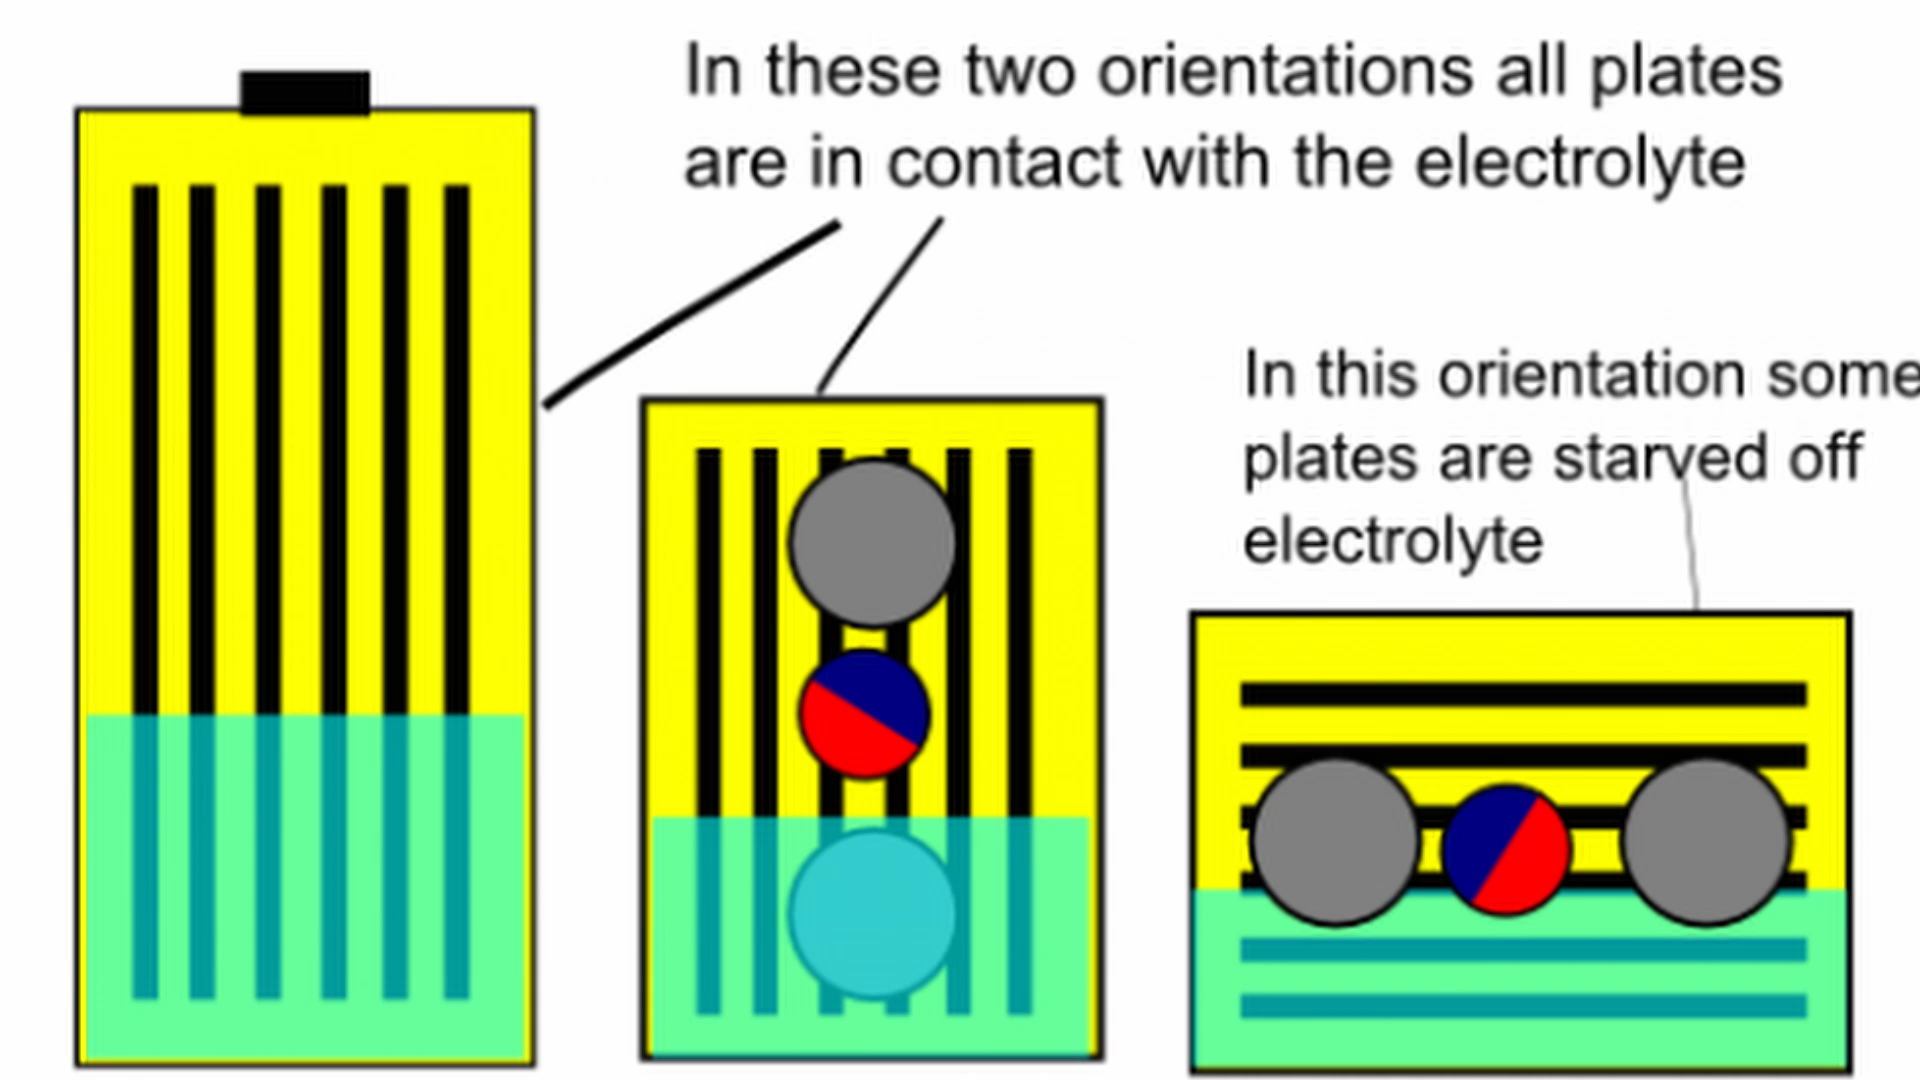 In these two orientations all plates
are in contact with the electrolyte
In this orientation some
plates are starved off
electrolyte